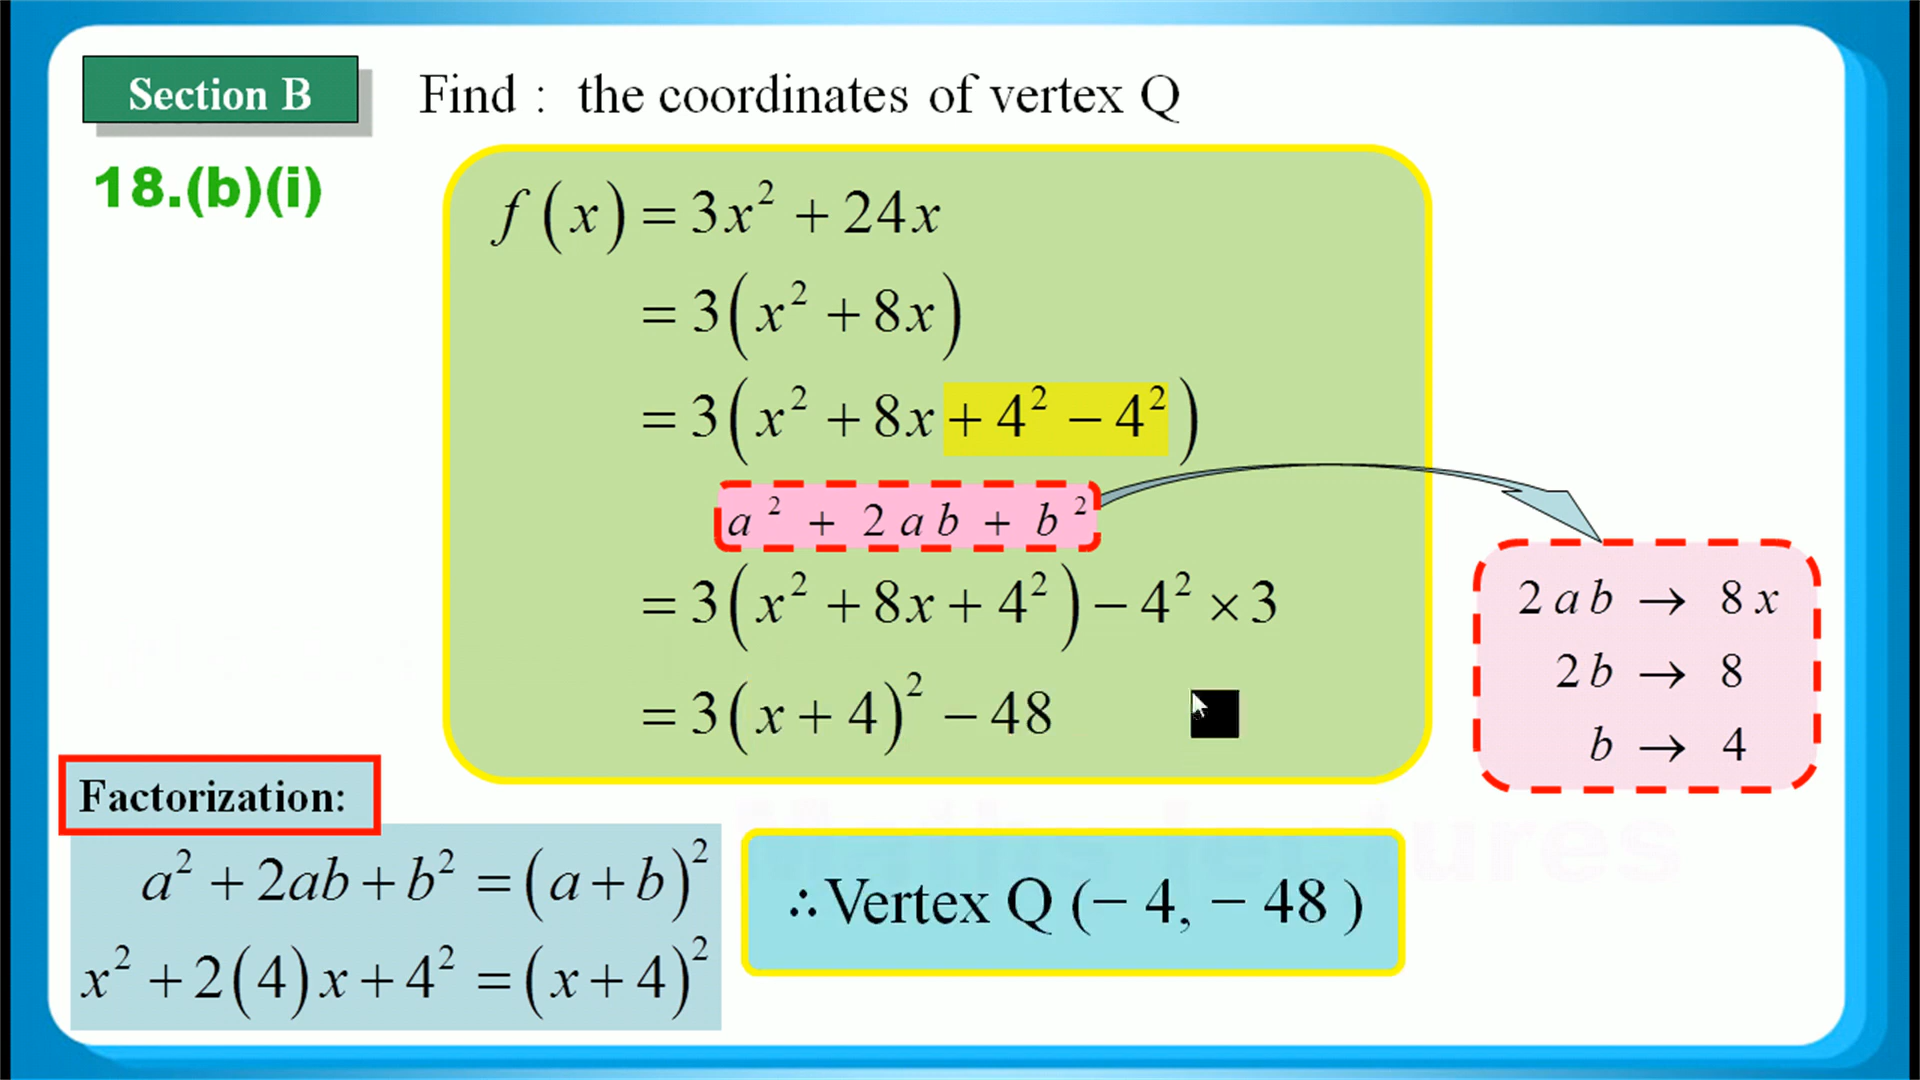 Section B
Find : the coordinates of vertex Q
18.(b)(i)
f(x) = 3x² + 24x
= 3(x² + 8x)
= 3(x² + 8x + 4² − 4²)
a² + 2ab + b²
= 3(x² + 8x + 4²) − 4² × 3
= 3(x + 4)² − 48
2ab → 8x
2b → 8
b → 4
Factorization:
a² + 2ab + b² = (a + b)²
x² + 2(4)x + 4² = (x + 4)²
∴ Vertex Q (− 4, − 48 )